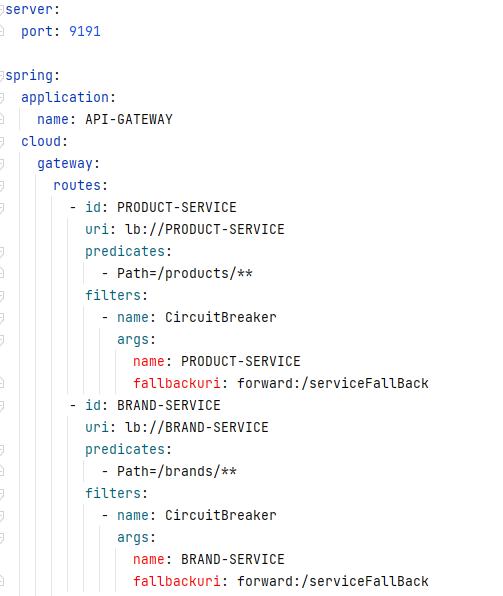 server:
  port: 9191

spring:
  application:
    name: API-GATEWAY
  cloud:
    gateway:
      routes:
        - id: PRODUCT-SERVICE
          uri: lb://PRODUCT-SERVICE
          predicates:
            - Path=/products/**
          filters:
            - name: CircuitBreaker
              args:
                name: PRODUCT-SERVICE
                fallbackuri: forward:/serviceFallBack
        - id: BRAND-SERVICE
          uri: lb://BRAND-SERVICE
          predicates:
            - Path=/brands/**
          filters:
            - name: CircuitBreaker
              args:
                name: BRAND-SERVICE
                fallbackuri: forward:/serviceFallBack